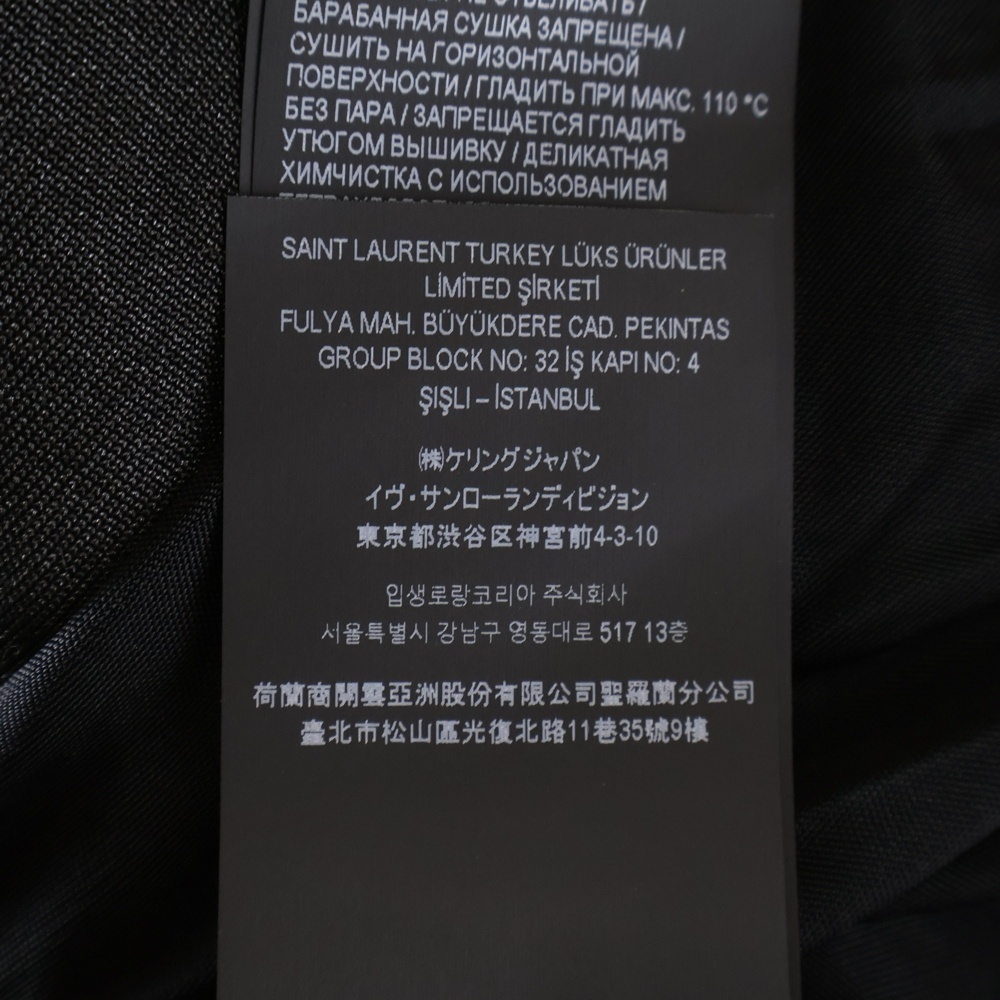 НЕ ОТБЕЛИВАТЬ /
БАРАБАННАЯ СУШКА ЗАПРЕЩЕНА /
СУШИТЬ НА ГОРИЗОНТАЛЬНОЙ
ПОВЕРХНОСТИ / ГЛАДИТЬ ПРИ МАКС. 110 °C
БЕЗ ПАРА / ЗАПРЕЩАЕТСЯ ГЛАДИТЬ
УТЮГОМ ВЫШИВКУ / ДЕЛИКАТНАЯ
ХИМЧИСТКА С ИСПОЛЬЗОВАНИЕМ
SAINT LAURENT TURKEY LÜKS ÜRÜNLER
LİMİTED ŞİRKETİ
FULYA MAH. BÜYÜKDERE CAD. PEKINTAS
GROUP BLOCK NO: 32 İŞ KAPI NO: 4
ŞIŞLI – İSTANBUL
㈱ケリングジャパン
イヴ・サンローランディビジョン
東京都渋谷区神宮前4-3-10
입생로랑코리아 주식회사
서울특별시 강남구 영동대로 517 13층
荷蘭商開雲亞洲股份有限公司聖羅蘭分公司
臺北市松山區光復北路11巷35號9樓